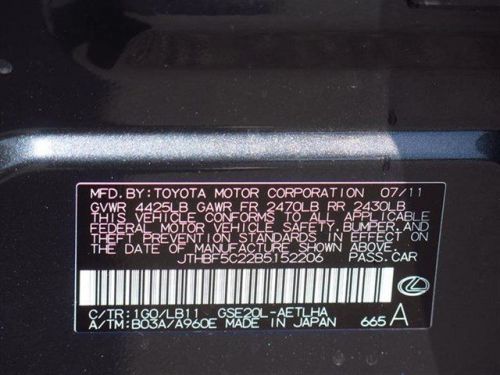 MFD. BY: TOYOTA MOTOR CORPORATION 07/11
GVWR 4425LB GAWR FR 2470LB RR 2430LB
THIS VEHICLE CONFORMS TO ALL APPLICABLE
FEDERAL MOTOR VEHICLE SAFETY, BUMPER, AND
THEFT PREVENTION STANDARDS IN EFFECT ON
THE DATE OF MANUFACTURE SHOWN ABOVE.
JTHBF5C22B5152206 PASS. CAR
C/TR: 1G0/LB11 GSE20L-AETLHA
A/TM: B03A/A960E MADE IN JAPAN 665 A